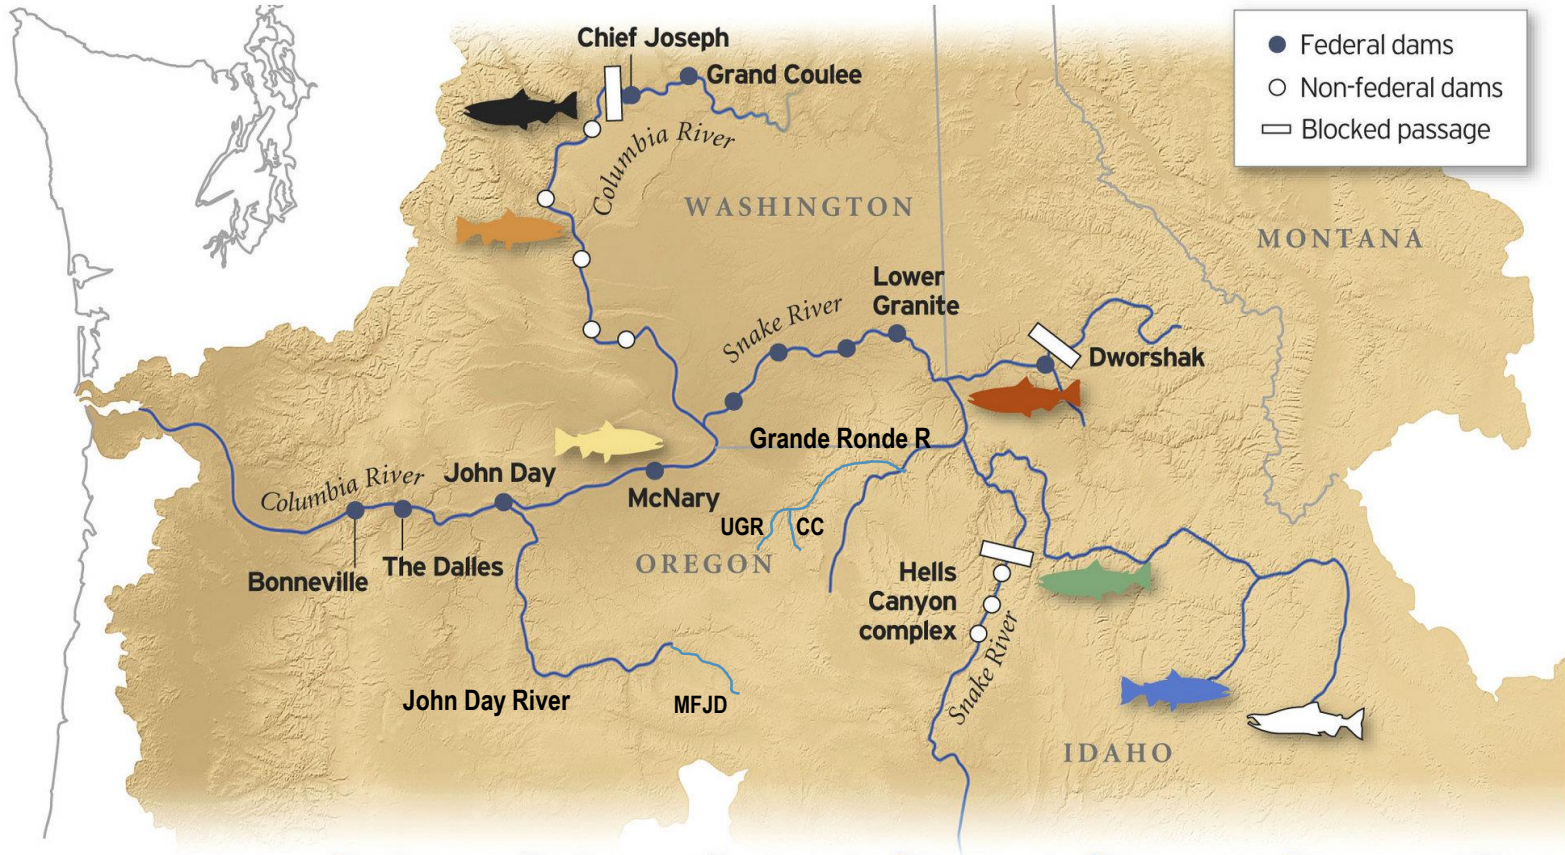 Chief Joseph
Grand Coulee
Federal dams
Non-federal dams
Blocked passage
Columbia River
WASHINGTON
MONTANA
Lower
Granite
Snake River
Dworshak
Grande Ronde R
John Day
Columbia River
McNary
UGR
CC
OREGON
Bonneville
The Dalles
Hells
Canyon
complex
Snake River
John Day River
MFJD
IDAHO